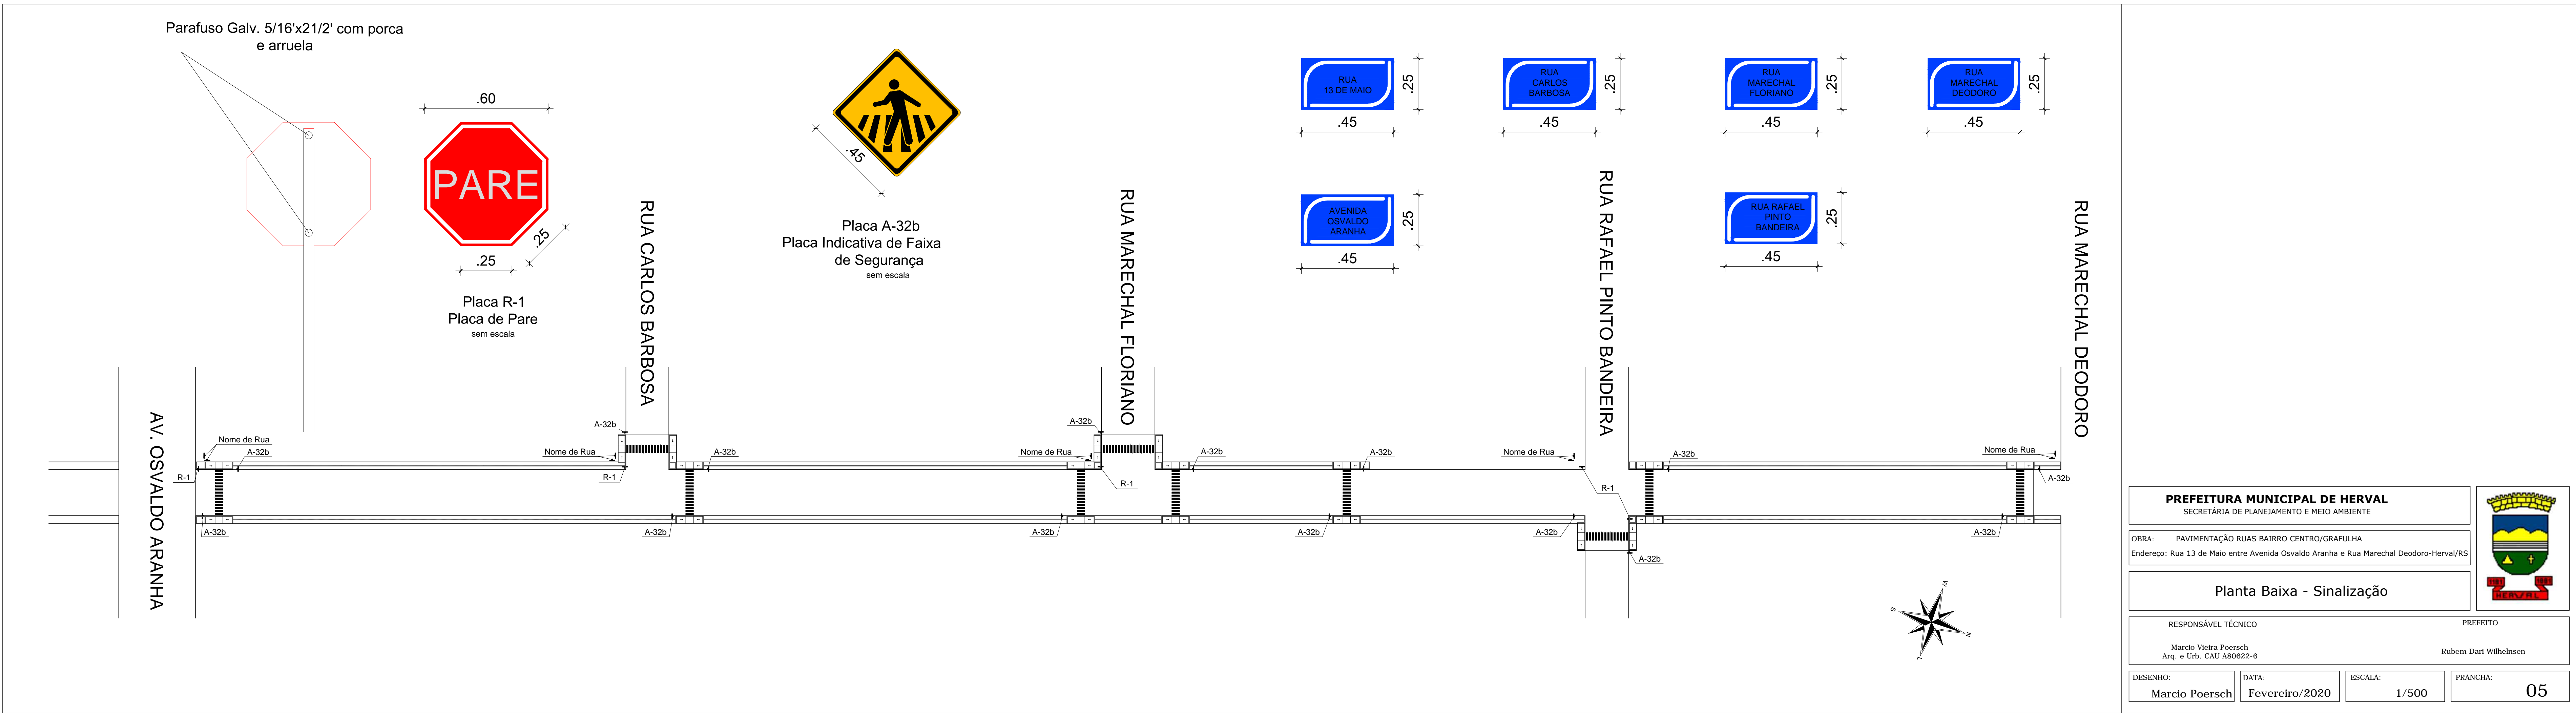 Parafuso Galv. 5/16'x21/2' com porca
e arruela
.60
PARE
.25
.25
Placa R-1
Placa de Pare
sem escala
.45
Placa A-32b
Placa Indicativa de Faixa
de Segurança
sem escala
RUA
13 DE MAIO
.25
.45
RUA
CARLOS
BARBOSA
.25
.45
RUA
MARECHAL
FLORIANO
.25
.45
RUA
MARECHAL
DEODORO
.25
.45
AVENIDA
OSVALDO
ARANHA
.25
.45
RUA RAFAEL
PINTO
BANDEIRA
.25
.45
AV. OSVALDO ARANHA
RUA CARLOS BARBOSA
RUA MARECHAL FLORIANO
RUA RAFAEL PINTO BANDEIRA
RUA MARECHAL DEODORO
Nome de Rua
A-32b
R-1
A-32b
Nome de Rua
A-32b
R-1
A-32b
A-32b
Nome de Rua
A-32b
R-1
A-32b
A-32b
A-32b
A-32b
Nome de Rua
R-1
A-32b
A-32b
A-32b
A-32b
Nome de Rua
A-32b
A-32b
W
S
N
L
PREFEITURA MUNICIPAL DE HERVAL
SECRETÁRIA DE PLANEJAMENTO E MEIO AMBIENTE
OBRA: PAVIMENTAÇÃO RUAS BAIRRO CENTRO/GRAFULHA
Endereço: Rua 13 de Maio entre Avenida Osvaldo Aranha e Rua Marechal Deodoro-Herval/RS
Planta Baixa - Sinalização
HERVAL
RESPONSÁVEL TÉCNICO
Marcio Vieira Poersch
Arq. e Urb. CAU A80622-6
PREFEITO
Rubem Dari Wilhelnsen
DESENHO:
Marcio Poersch
DATA:
Fevereiro/2020
ESCALA:
1/500
PRANCHA:
05